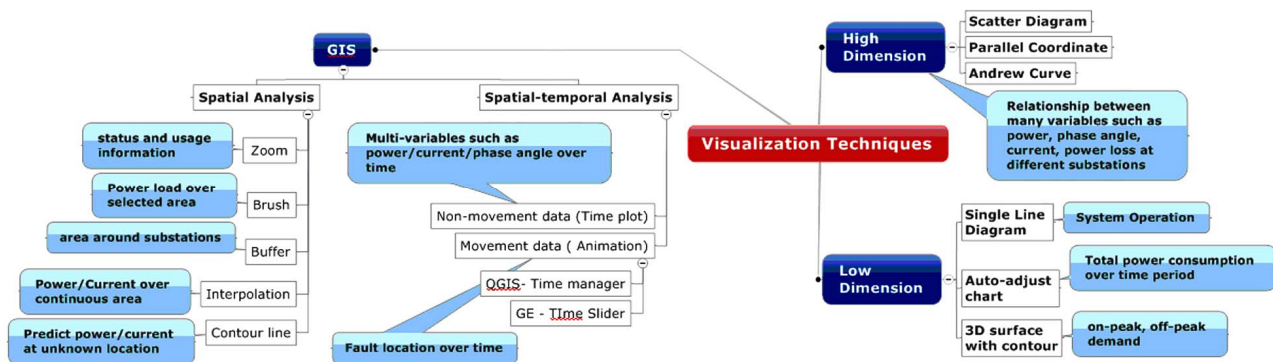 GIS
Spatial Analysis
status and usage
information
Zoom
Power load over
selected area
Brush
area around substations
Buffer
Power/Current over
continuous area
Interpolation
Predict power/current
at unknown location
Contour line
Spatial-temporal Analysis
Multi-variables such as
power/current/phase angle over
time
Non-movement data (Time plot)
Movement data ( Animation)
QGIS- Time manager
GE - TIme Slider
Fault location over time
Visualization Techniques
High
Dimension
Scatter Diagram
Parallel Coordinate
Andrew Curve
Relationship between
many variables such as
power, phase angle,
current, power loss at
different substations
Low
Dimension
Single Line
Diagram
System Operation
Auto-adjust
chart
Total power consumption
over time period
3D surface
with contour
on-peak, off-peak
demand